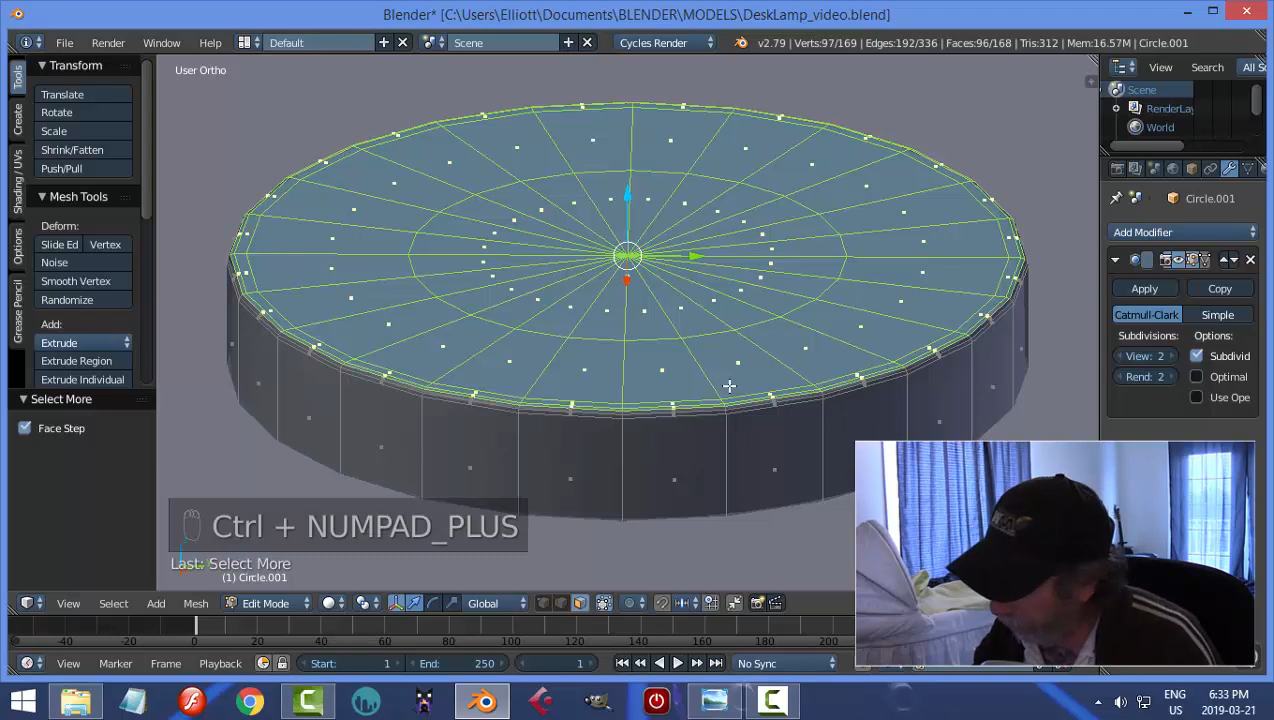 Blender* [C:\Users\Elliott\Documents\BLENDER\MODELS\DeskLamp_video.blend]
File Render Window Help Default Scene Cycles Render v2.79 | Verts:97/169 | Edges:192/336 | Faces:96/168 | Tris:312 | Mem:16.57M | Circle.001
Tools
Create
Shading / UVs
Options
Grease Pencil
Transform
Translate
Rotate
Scale
Shrink/Fatten
Push/Pull
Mesh Tools
Deform:
Slide Ed Vertex
Noise
Smooth Vertex
Randomize
Add:
Extrude
Extrude Region
Extrude Individual
Select More
Face Step
User Ortho
Ctrl + NUMPAD_PLUS
Last: Select More
(1) Circle.001
View Search All Sc
Scene
RenderLay
World
Circle.001
Add Modifier
Apply Copy
Catmull-Clark Simple
Subdivisions: Options:
View: 2 Subdivid
Rend: 2 Optimal
Use Ope
View Select Add Mesh Edit Mode Global
-40 -20 0 20 40 60 80 100 120 140 160 180 200
View Marker Frame Playback Start: 1 End: 250 1 No Sync
ENG 6:33 PM
US 2019-03-21